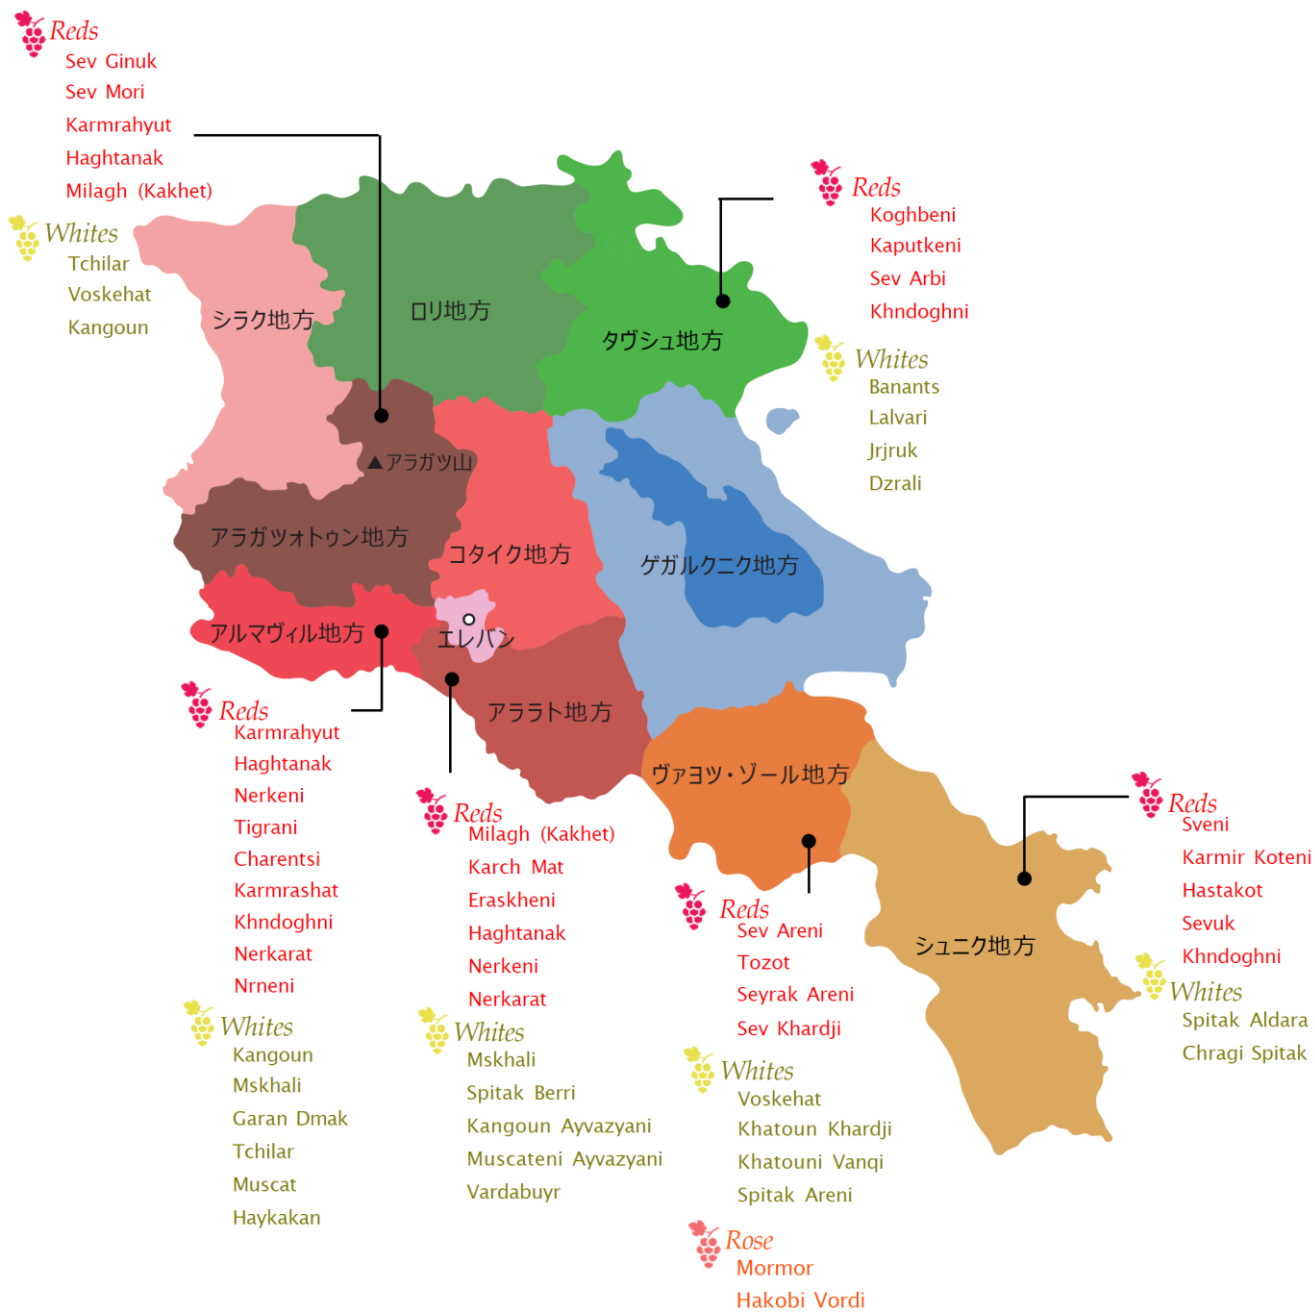 Reds
Sev Ginuk
Sev Mori
Karmrahyut
Haghtanak
Milagh (Kakhet)
Whites
Tchilar
Voskehat
Kangoun
Reds
Koghbeni
Kaputkeni
Sev Arbi
Khndoghni
Whites
Banants
Lalvari
Jrjruk
Dzrali
シラク地方
ロリ地方
タヴシュ地方
▲アラガツ山
アラガツォトゥン地方
コタイク地方
ゲガルクニク地方
アルマヴィル地方
エレバン
アララト地方
ヴァヨツ・ゾール地方
シュニク地方
Reds
Karmrahyut
Haghtanak
Nerkeni
Tigrani
Charentsi
Karmrashat
Khndoghni
Nerkarat
Nrneni
Whites
Kangoun
Mskhali
Garan Dmak
Tchilar
Muscat
Haykakan
Reds
Milagh (Kakhet)
Karch Mat
Eraskheni
Haghtanak
Nerkeni
Nerkarat
Whites
Mskhali
Spitak Berri
Kangoun Ayvazyani
Muscateni Ayvazyani
Vardabuyr
Reds
Sev Areni
Tozot
Seyrak Areni
Sev Khardji
Whites
Voskehat
Khatoun Khardji
Khatouni Vanqi
Spitak Areni
Rose
Mormor
Hakobi Vordi
Reds
Sveni
Karmir Koteni
Hastakot
Sevuk
Khndoghni
Whites
Spitak Aldara
Chragi Spitak